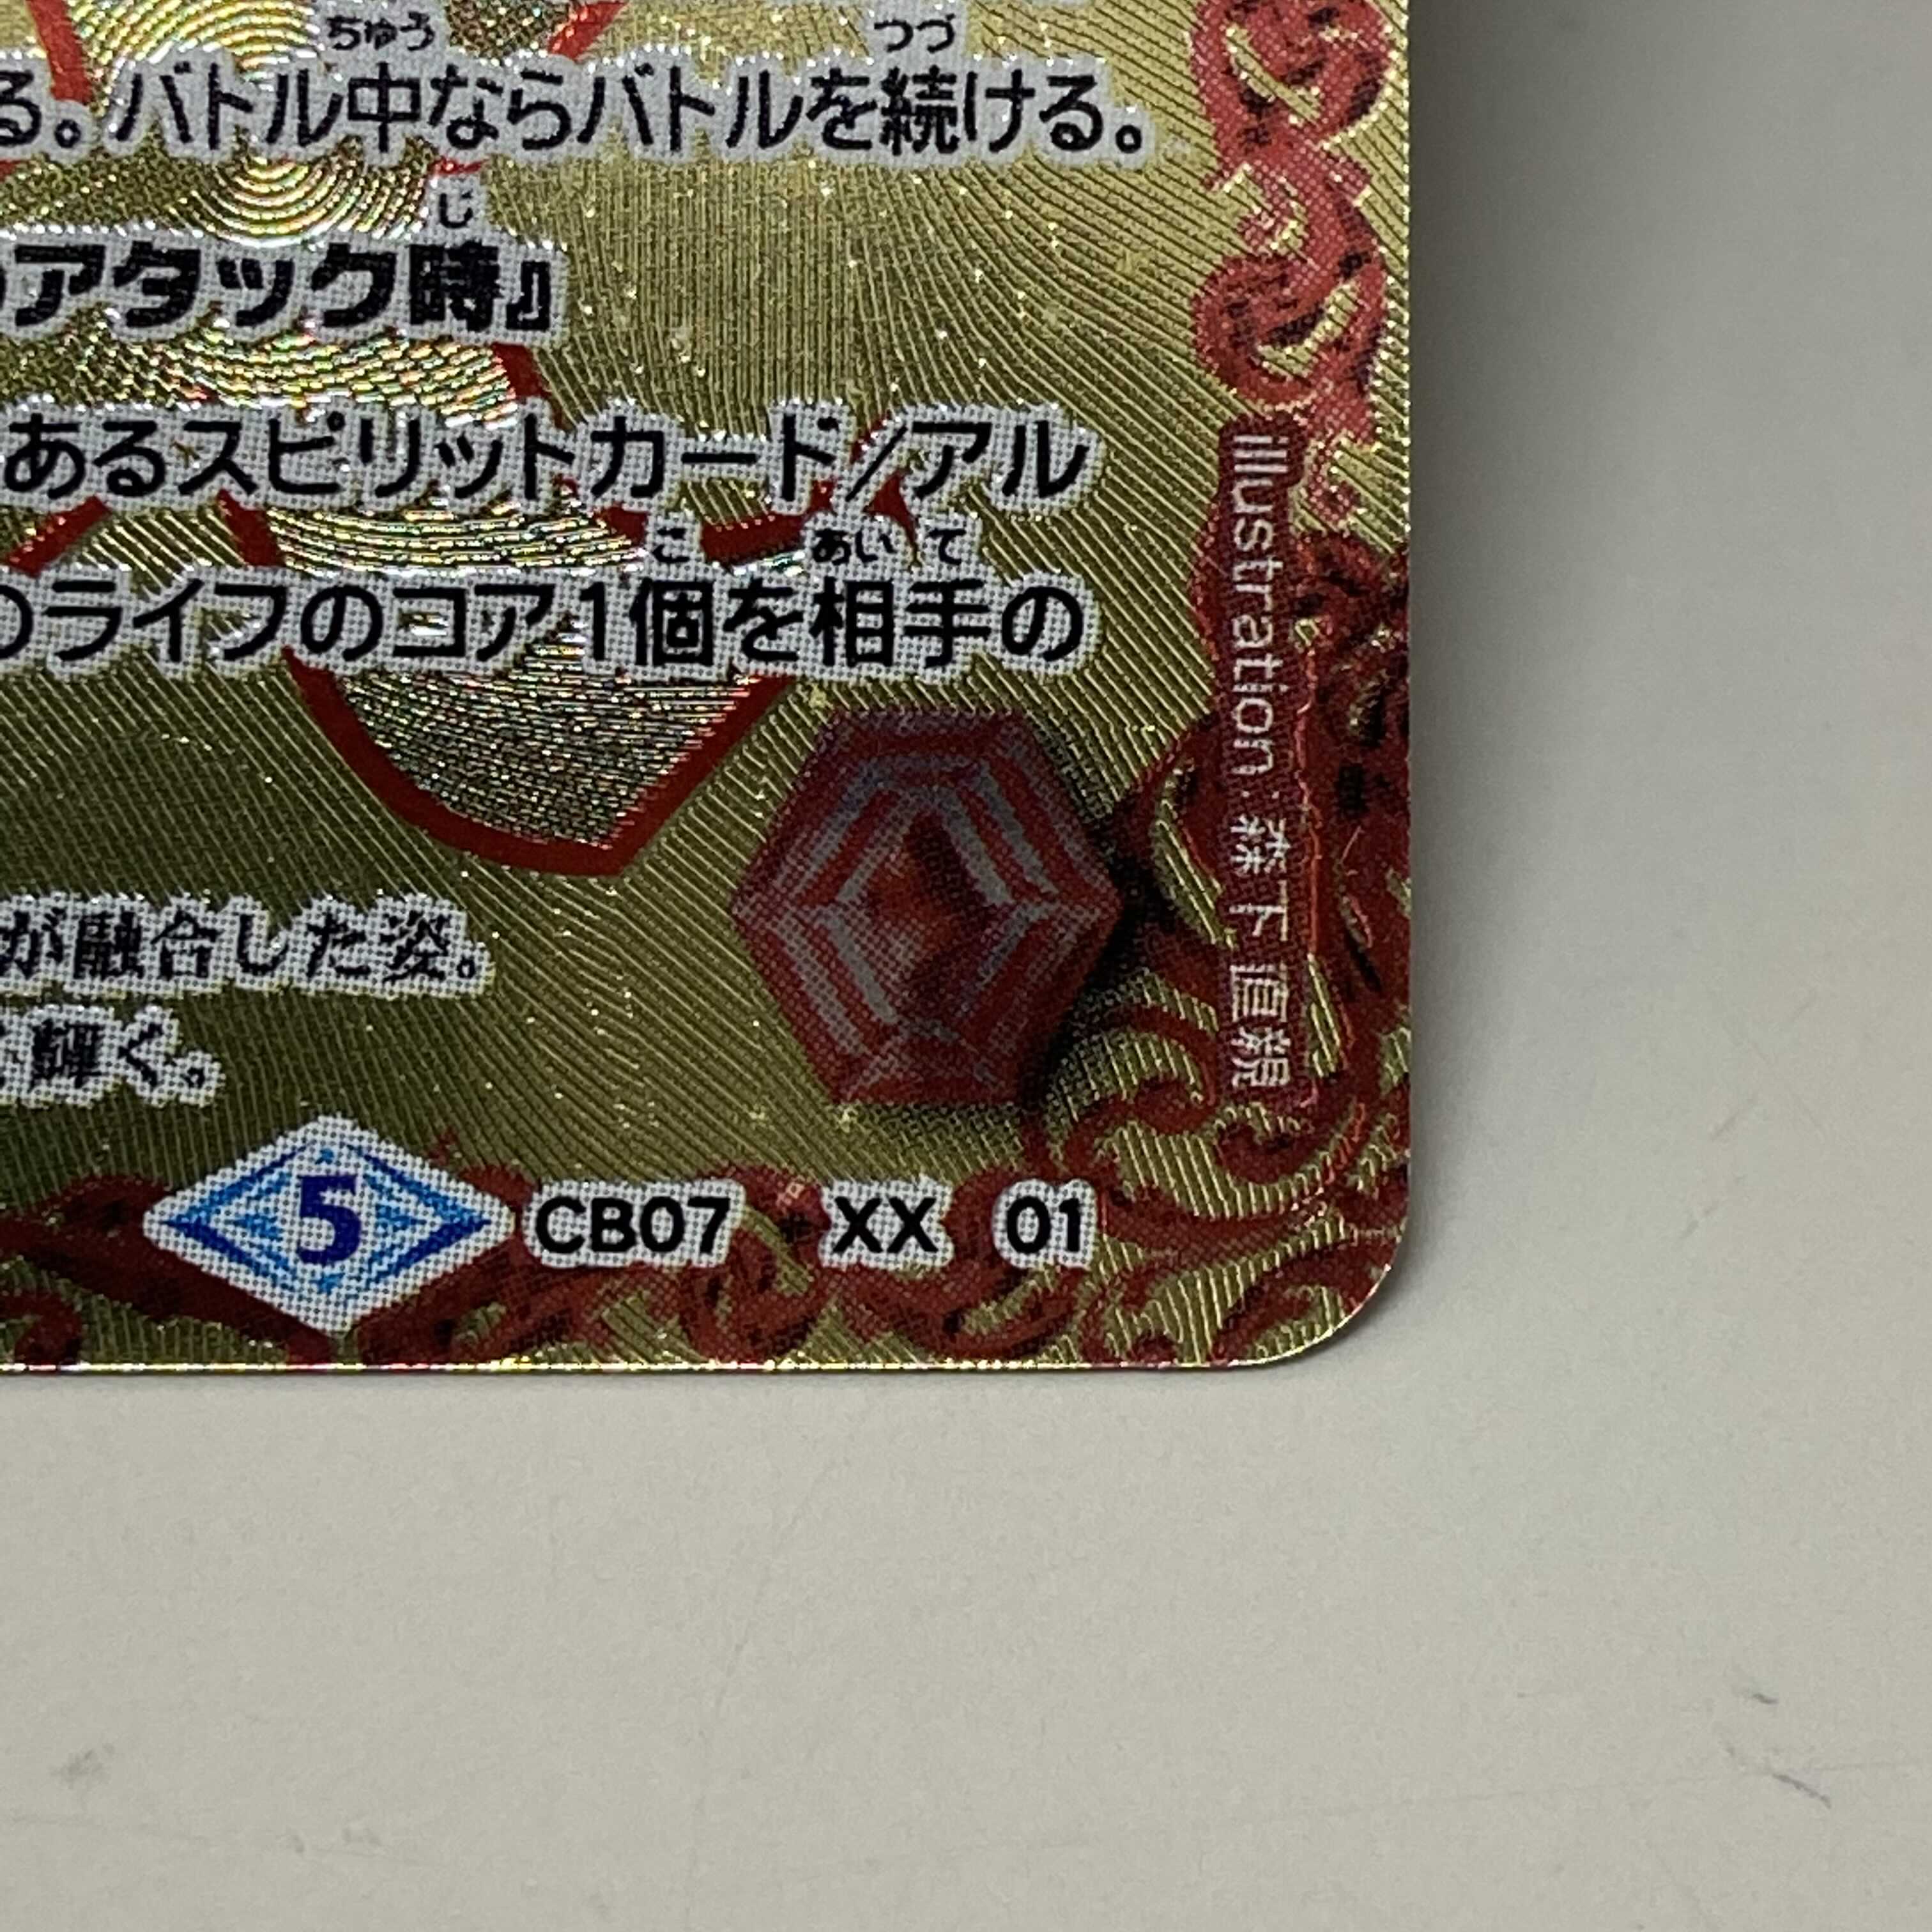 る。バトル中ならバトルを続ける。
アタック時』
あるスピリットカード/アル
ライフのコア1個を相手の
が融合した姿。
輝く。
5 CB07 XX 01
illustration:森下直親